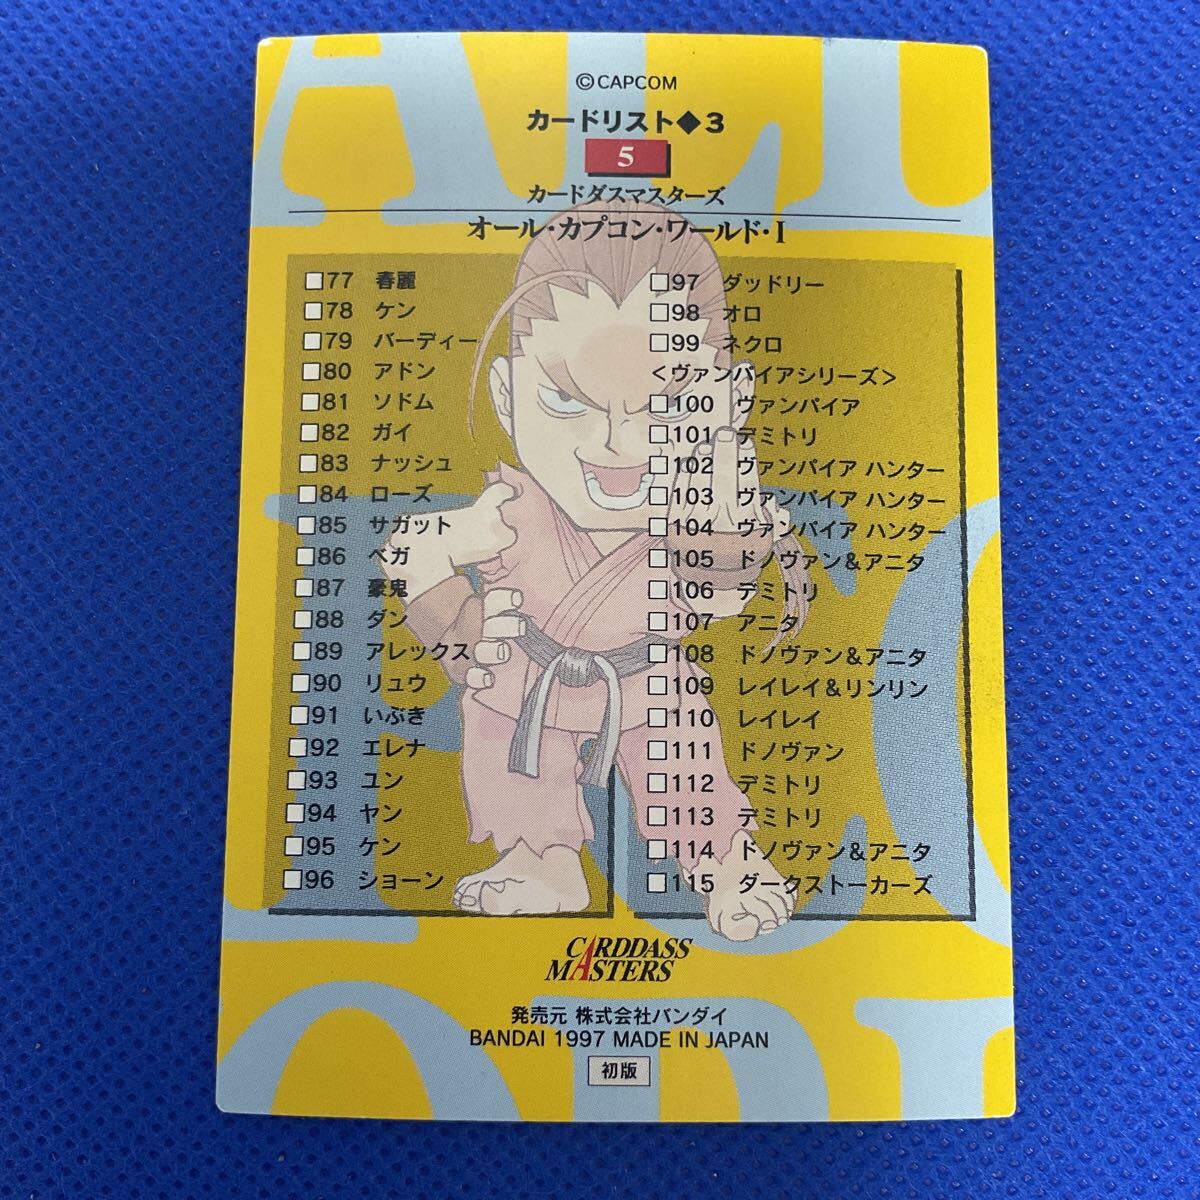 ©CAPCOM
カードリスト◆3
5
カードダスマスターズ
オール・カプコン・ワールド・I
□77 春麗
□78 ケン
□79 バーディー
□80 アドン
□81 ソドム
□82 ガイ
□83 ナッシュ
□84 ローズ
□85 サガット
□86 ベガ
□87 豪鬼
□88 ダン
□89 アレックス
□90 リュウ
□91 いぶき
□92 エレナ
□93 ユン
□94 ヤン
□95 ケン
□96 ショーン
□97 ダッドリー
□98 オロ
□99 ネクロ
<ヴァンパイアシリーズ>
□100 ヴァンパイア
□101 デミトリ
□102 ヴァンパイア ハンター
□103 ヴァンパイア ハンター
□104 ヴァンパイア ハンター
□105 ドノヴァン&アニタ
□106 デミトリ
□107 アニタ
□108 ドノヴァン&アニタ
□109 レイレイ&リンリン
□110 レイレイ
□111 ドノヴァン
□112 デミトリ
□113 デミトリ
□114 ドノヴァン&アニタ
□115 ダークストーカーズ
CARDDASS
MASTERS
発売元 株式会社バンダイ
BANDAI 1997 MADE IN JAPAN
初版